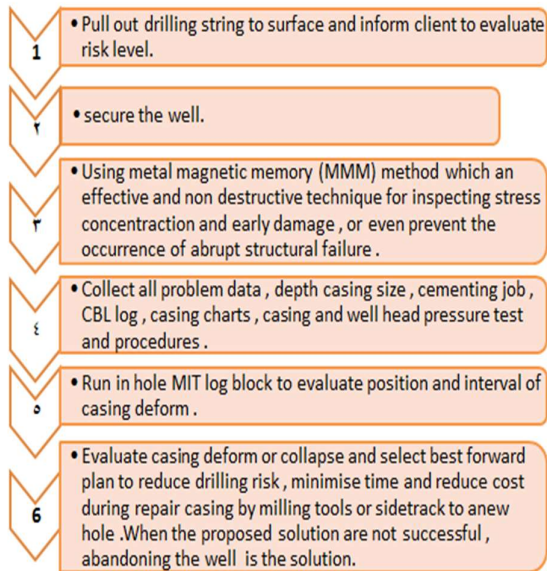 • Pull out drilling string to surface and inform client to evaluate
risk level.
1
• secure the well.
٢
• Using metal magnetic memory (MMM) method which an
effective and non destructive technique for inspecting stress
concentraction and early damage , or even prevent the
occurrence of abrupt structural failure .
٣
• Collect all problem data , depth casing size , cementing job ,
CBL log , casing charts , casing and well head pressure test
and procedures .
٤
• Run in hole MIT log block to evaluate position and interval of
casing deform .
٥
• Evaluate casing deform or collapse and select best forward
plan to reduce drilling risk , minimise time and reduce cost
during repair casing by milling tools or sidetrack to anew
hole .When the proposed solution are not successful ,
abandoning the well is the solution.
6